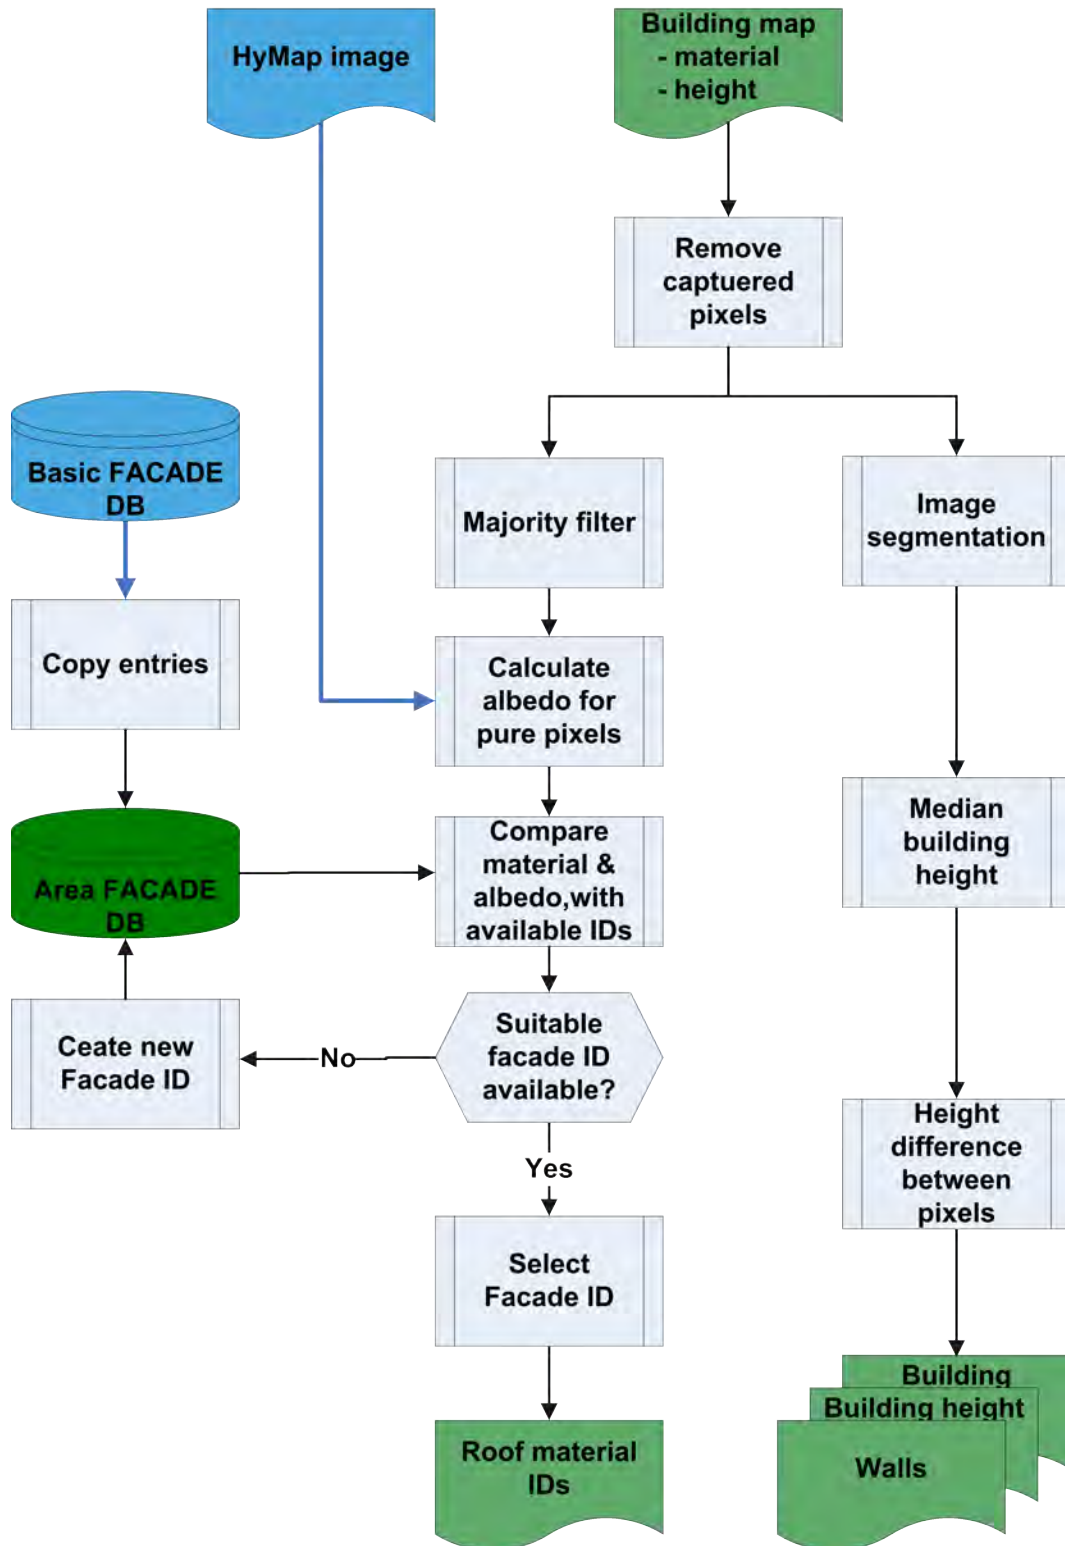 HyMap image
Building map
- material
- height
Remove
captuered
pixels
Basic FACADE
DB
Majority filter
Image
segmentation
Copy entries
Calculate
albedo for
pure pixels
Area FACADE
DB
Compare
material &
albedo,with
available IDs
Median
building
height
Ceate new
Facade ID
No
Suitable
facade ID
available?
Height
difference
between
pixels
Yes
Select
Facade ID
Roof material
IDs
Building
Building height
Walls